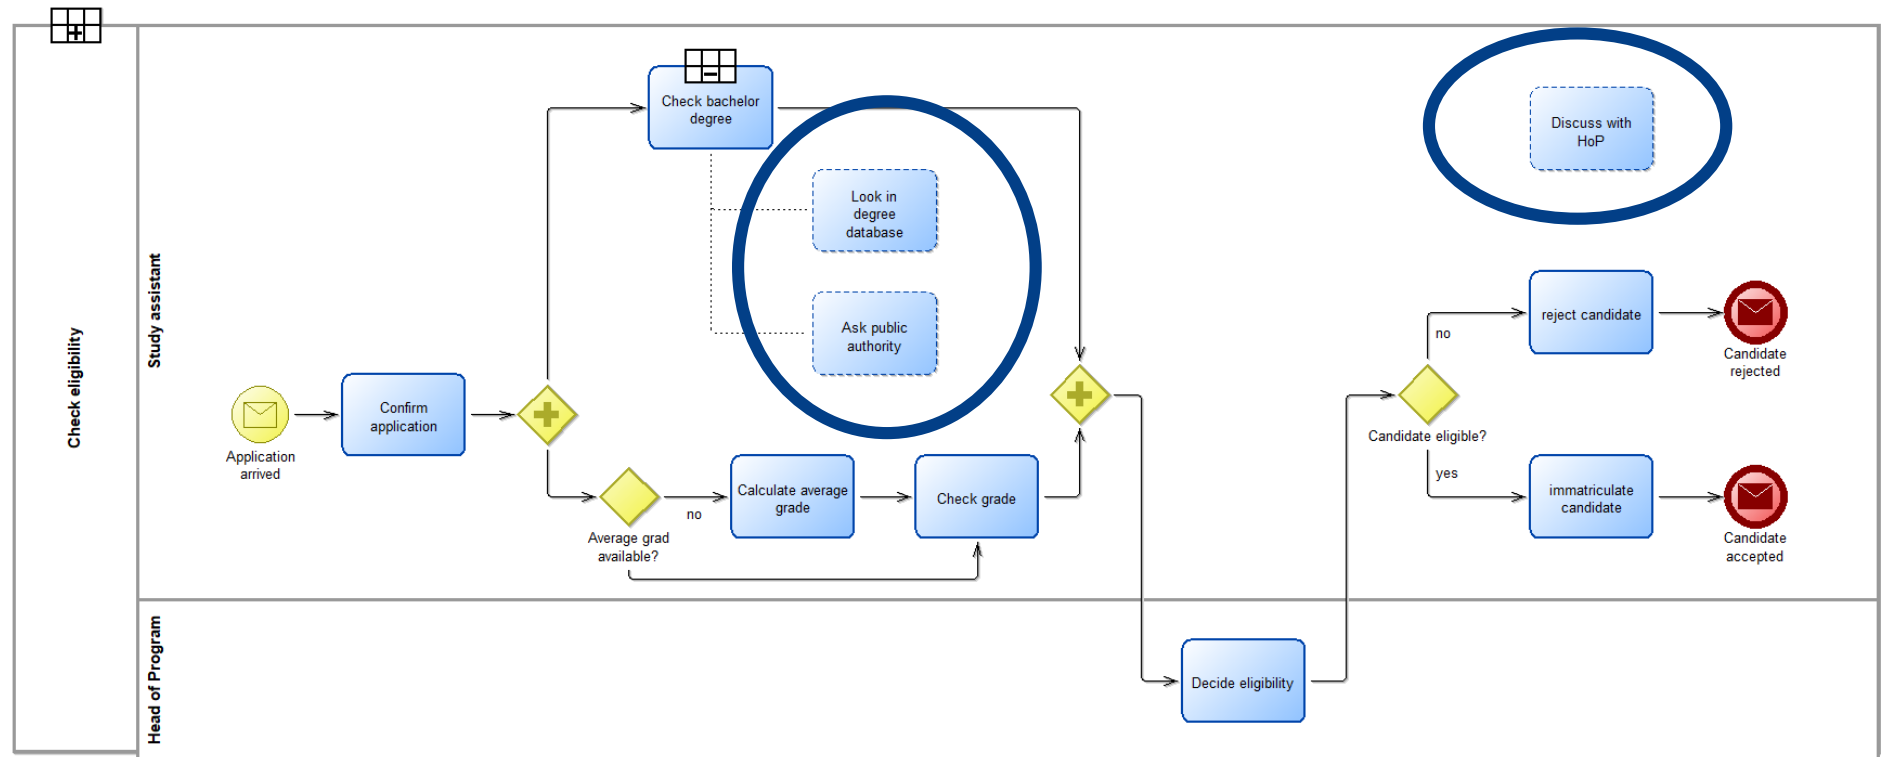 Check eligibility
Study assistant
Head of Program
Application
arrived
Confirm
application
Check bachelor
degree
Look in
degree
database
Ask public
authority
Average grad
available?
no
Calculate average
grade
Check grade
Decide eligibility
Candidate eligible?
no
yes
Discuss with
HoP
reject candidate
Candidate
rejected
immatriculate
candidate
Candidate
accepted